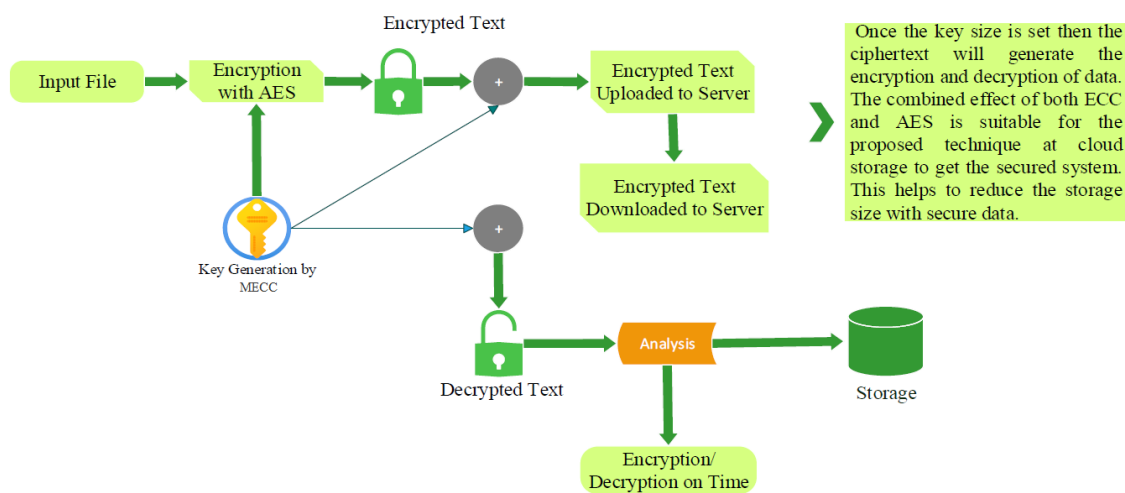 Encrypted Text
Input File
Encryption
with AES
+
Encrypted Text
Uploaded to Server
Once the key size is set then the
ciphertext will generate the
encryption and decryption of data.
The combined effect of both ECC
and AES is suitable for the
proposed technique at cloud
storage to get the secured system.
This helps to reduce the storage
size with secure data.
Encrypted Text
Downloaded to Server
+
Key Generation by
MECC
Decrypted Text
Analysis
Storage
Encryption/
Decryption on Time